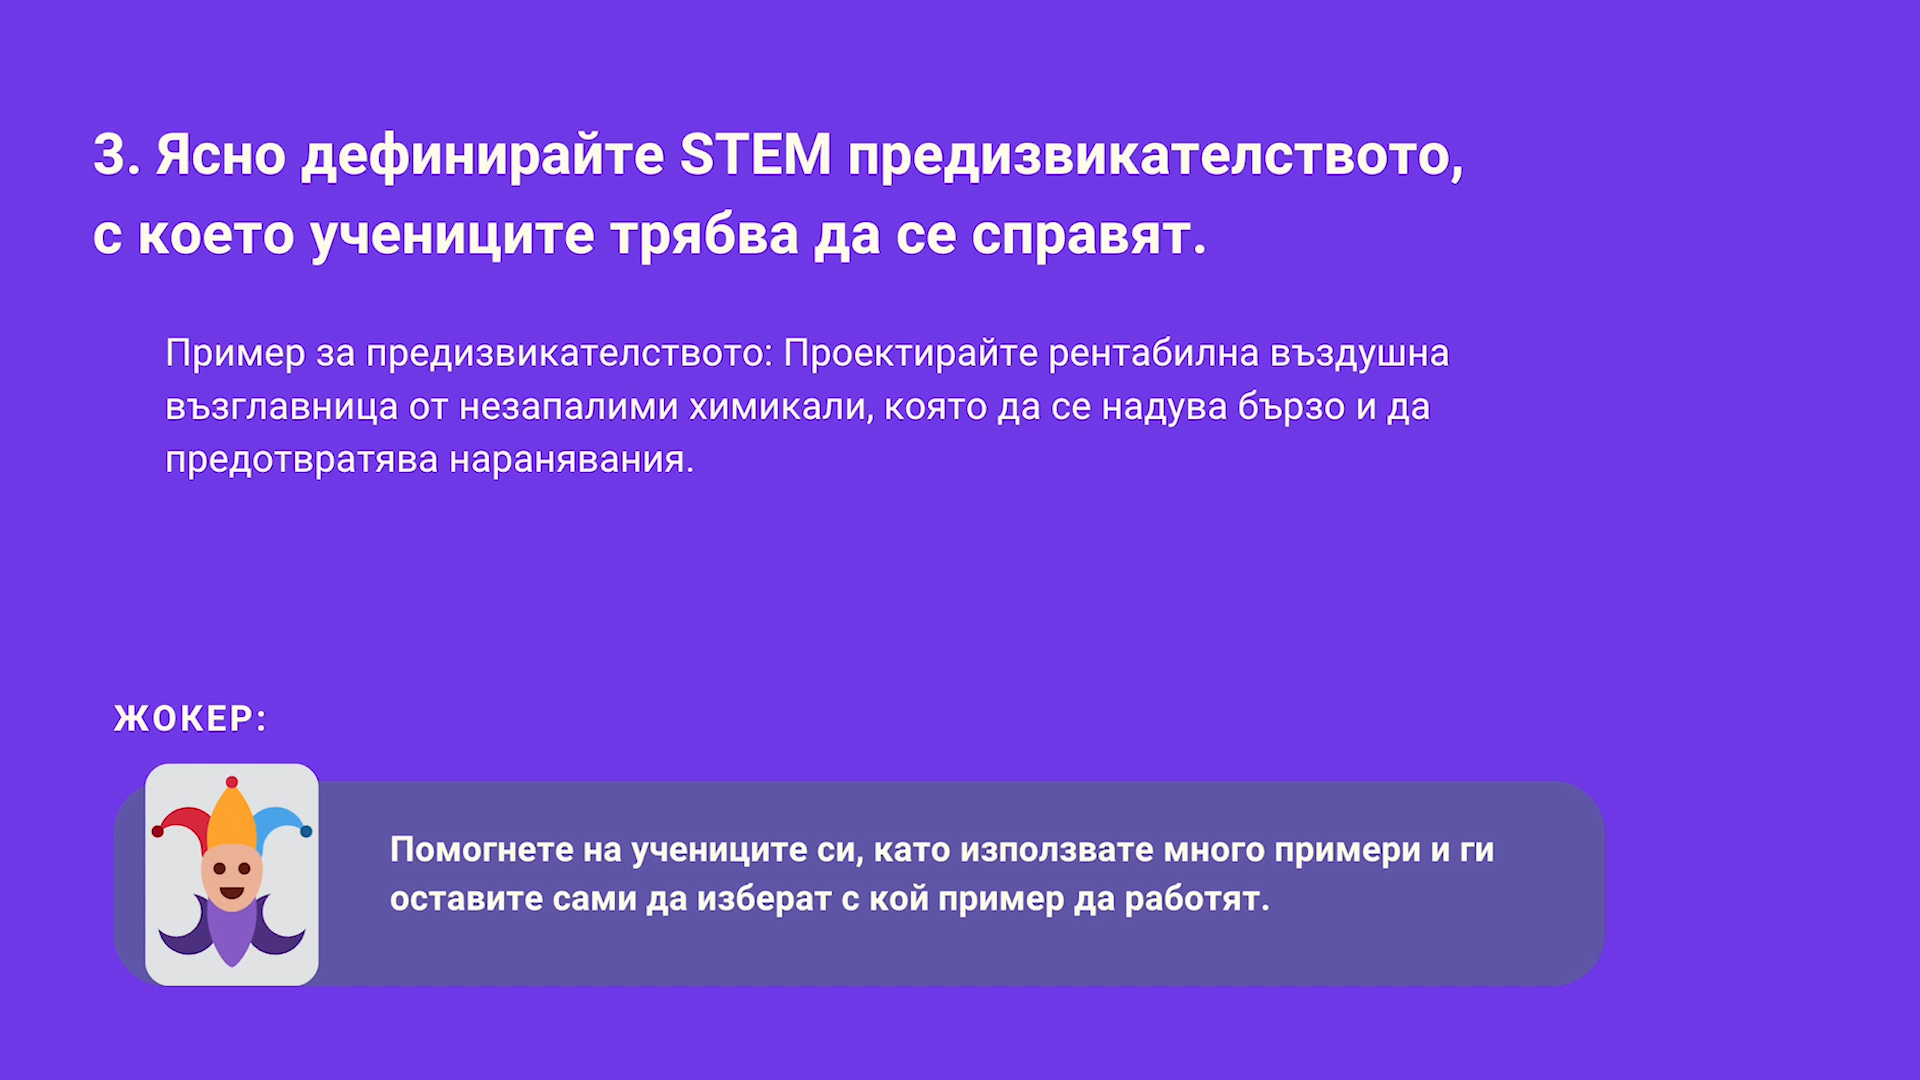 3. Ясно дефинирайте STEM предизвикателството,
с което учениците трябва да се справят.
Пример за предизвикателството: Проектирайте рентабилна въздушна
възглавница от незапалими химикали, която да се надува бързо и да
предотвратява наранявания.
ЖОКЕР:
Помогнете на учениците си, като използвате много примери и ги
оставите сами да изберат с кой пример да работят.